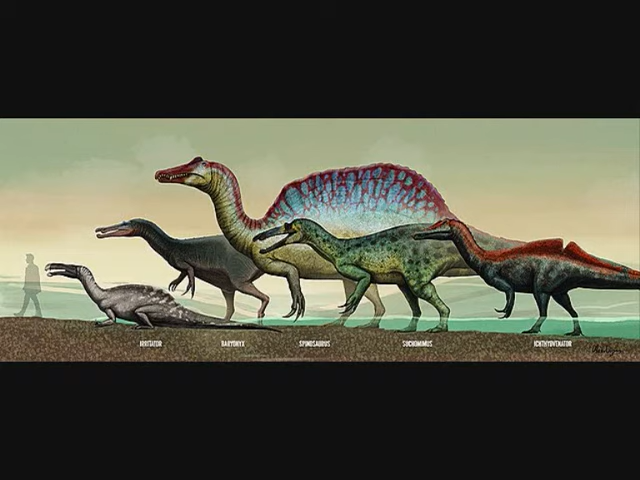 IRRITATOR
BARYONYX
SPINOSAURUS
SUCHOMIMUS
ICHTHYOVENATOR